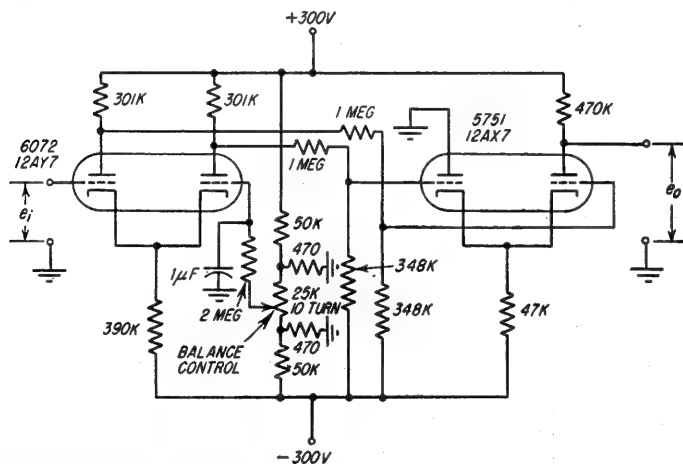 +300V
301K
301K
1 MEG
5751
12AX7
470K
6072
12AY7
1 MEG
ei
eo
50K
470
348K
1µF
25K
10 TURN
2 MEG
348K
47K
390K
470
BALANCE
CONTROL
50K
-300V